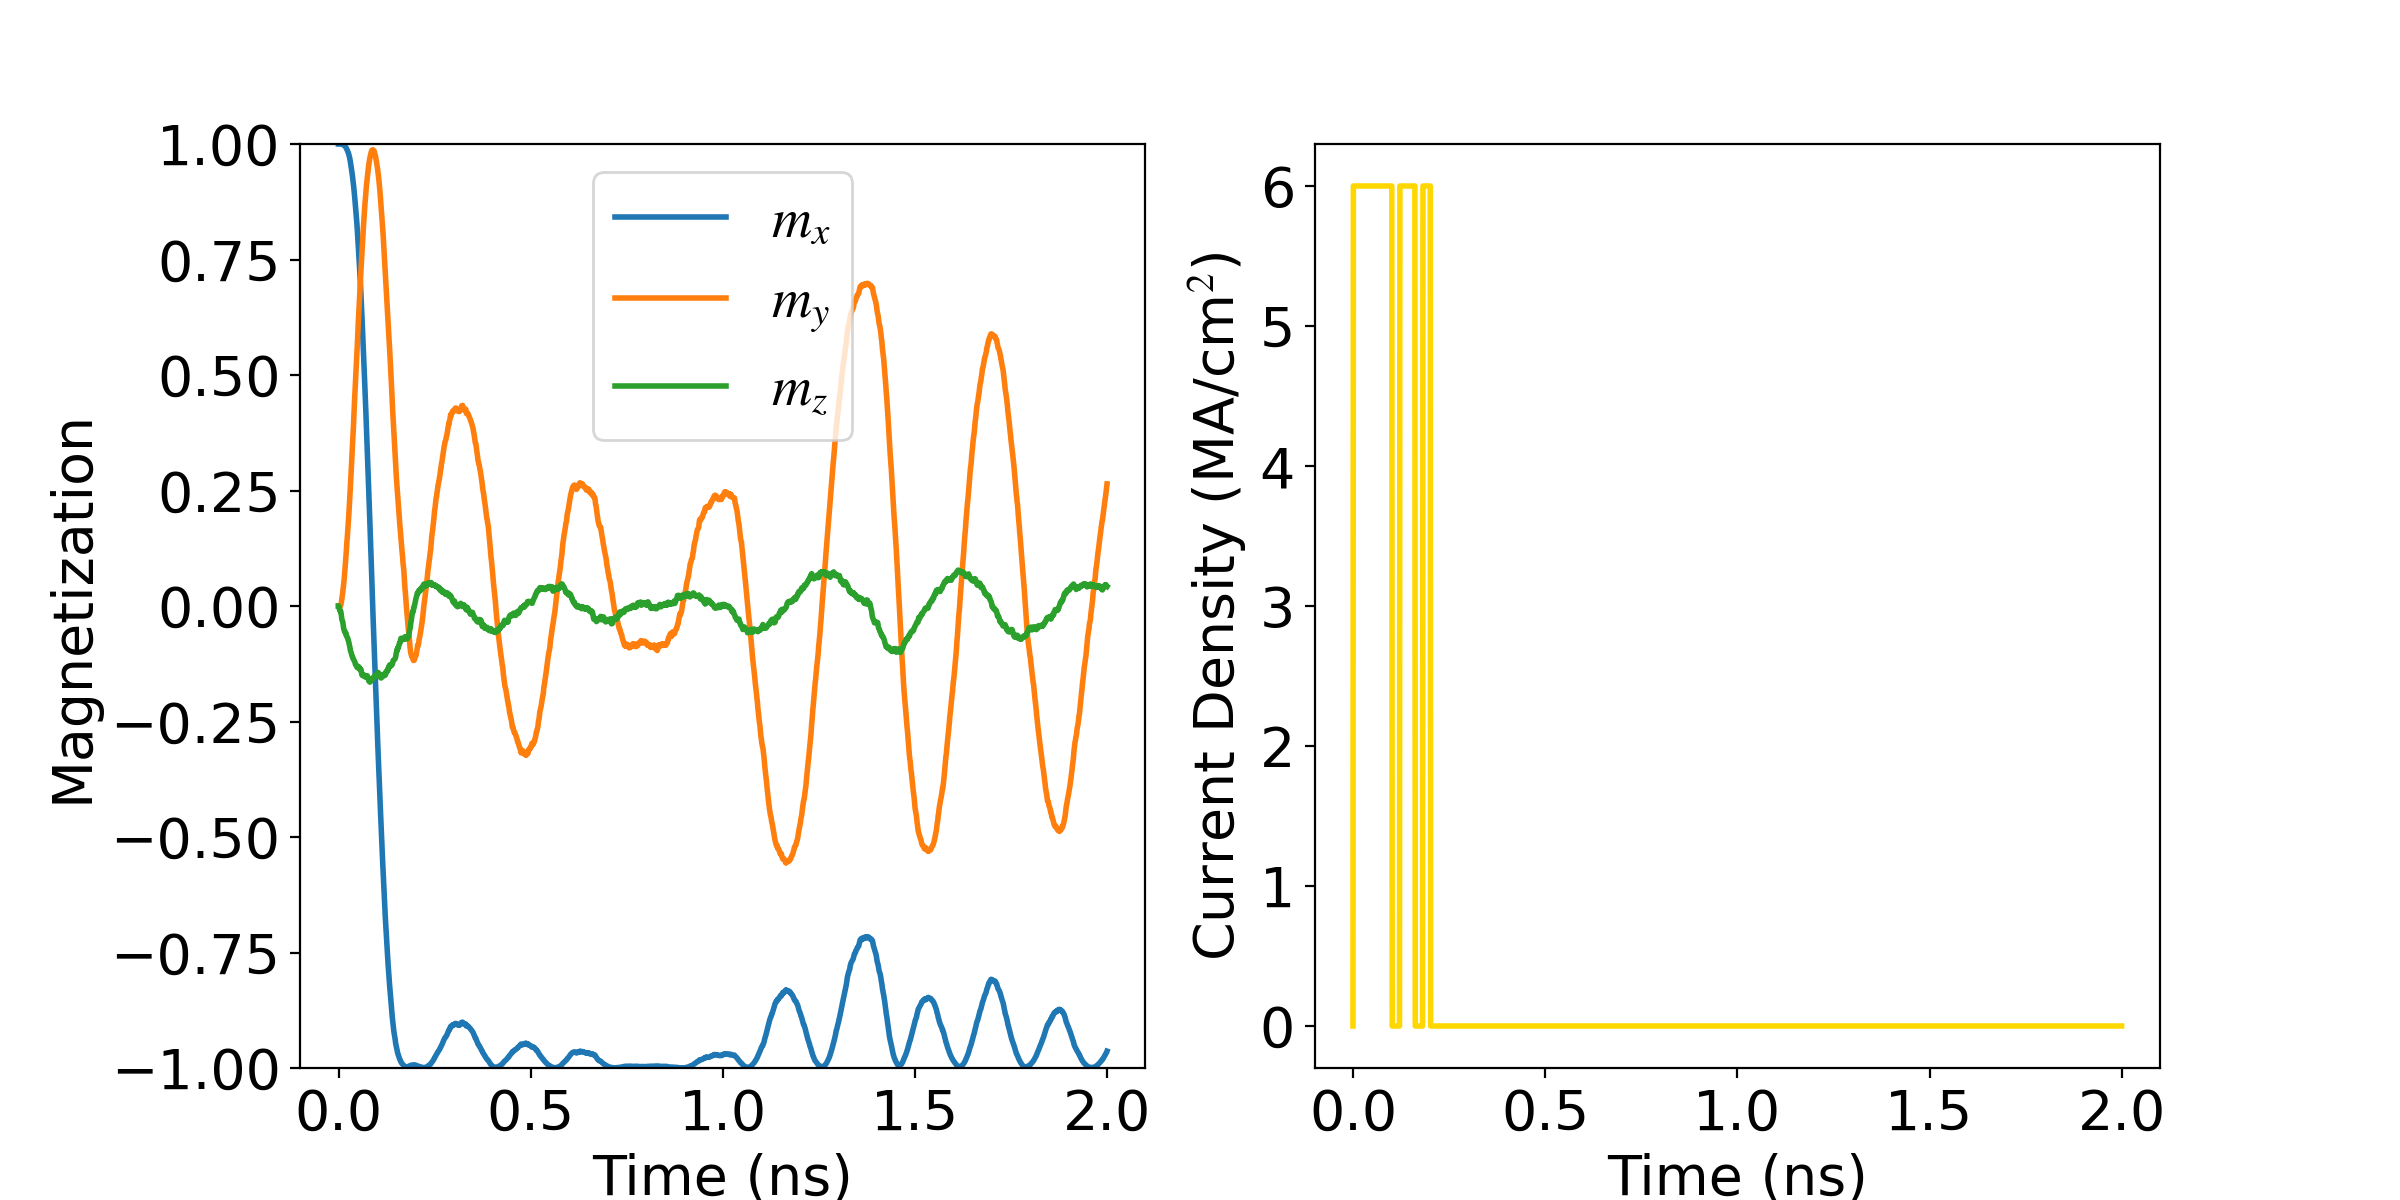 1.00
0.75
0.50
0.25
0.00
−0.25
−0.50
−0.75
−1.00
Magnetization
0.0 0.5 1.0 1.5 2.0
Time (ns)
m_x
m_y
m_z
6
5
4
3
2
1
0
Current Density (MA/cm²)
0.0 0.5 1.0 1.5 2.0
Time (ns)